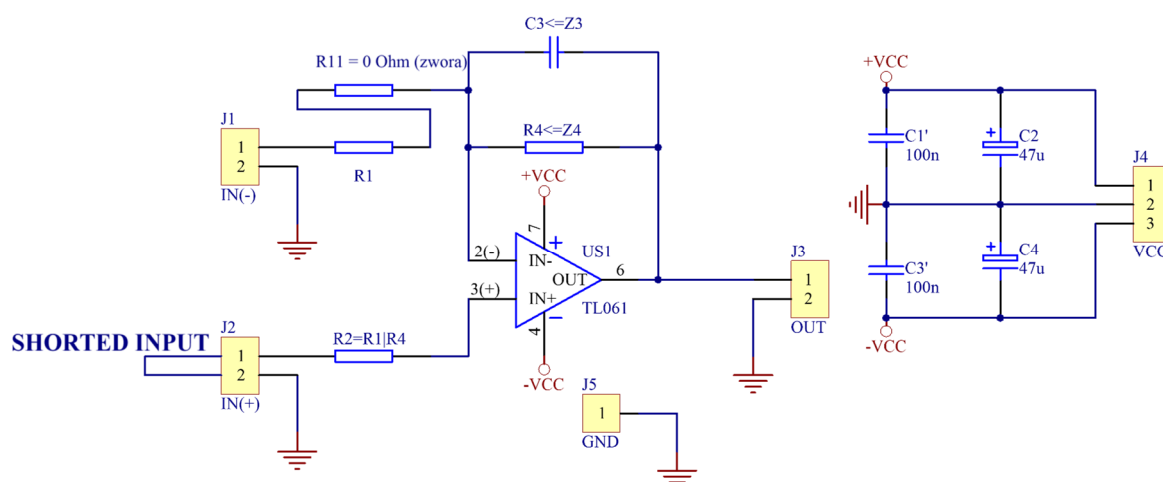 C3<=Z3
R11 = 0 Ohm (zwora)
+VCC
J1
R4<=Z4
C1'
100n
+
C2
47u
1
2
R1
IN(-)
+VCC
J4
1
2
3
VCC
7
+
US1
2(-)
IN-
OUT
6
J3
1
2
3(+)
IN+
TL061
C3'
100n
+
C4
47u
OUT
4
−
J2
SHORTED INPUT
1
2
R2=R1|R4
-VCC
-VCC
J5
IN(+)
1
GND